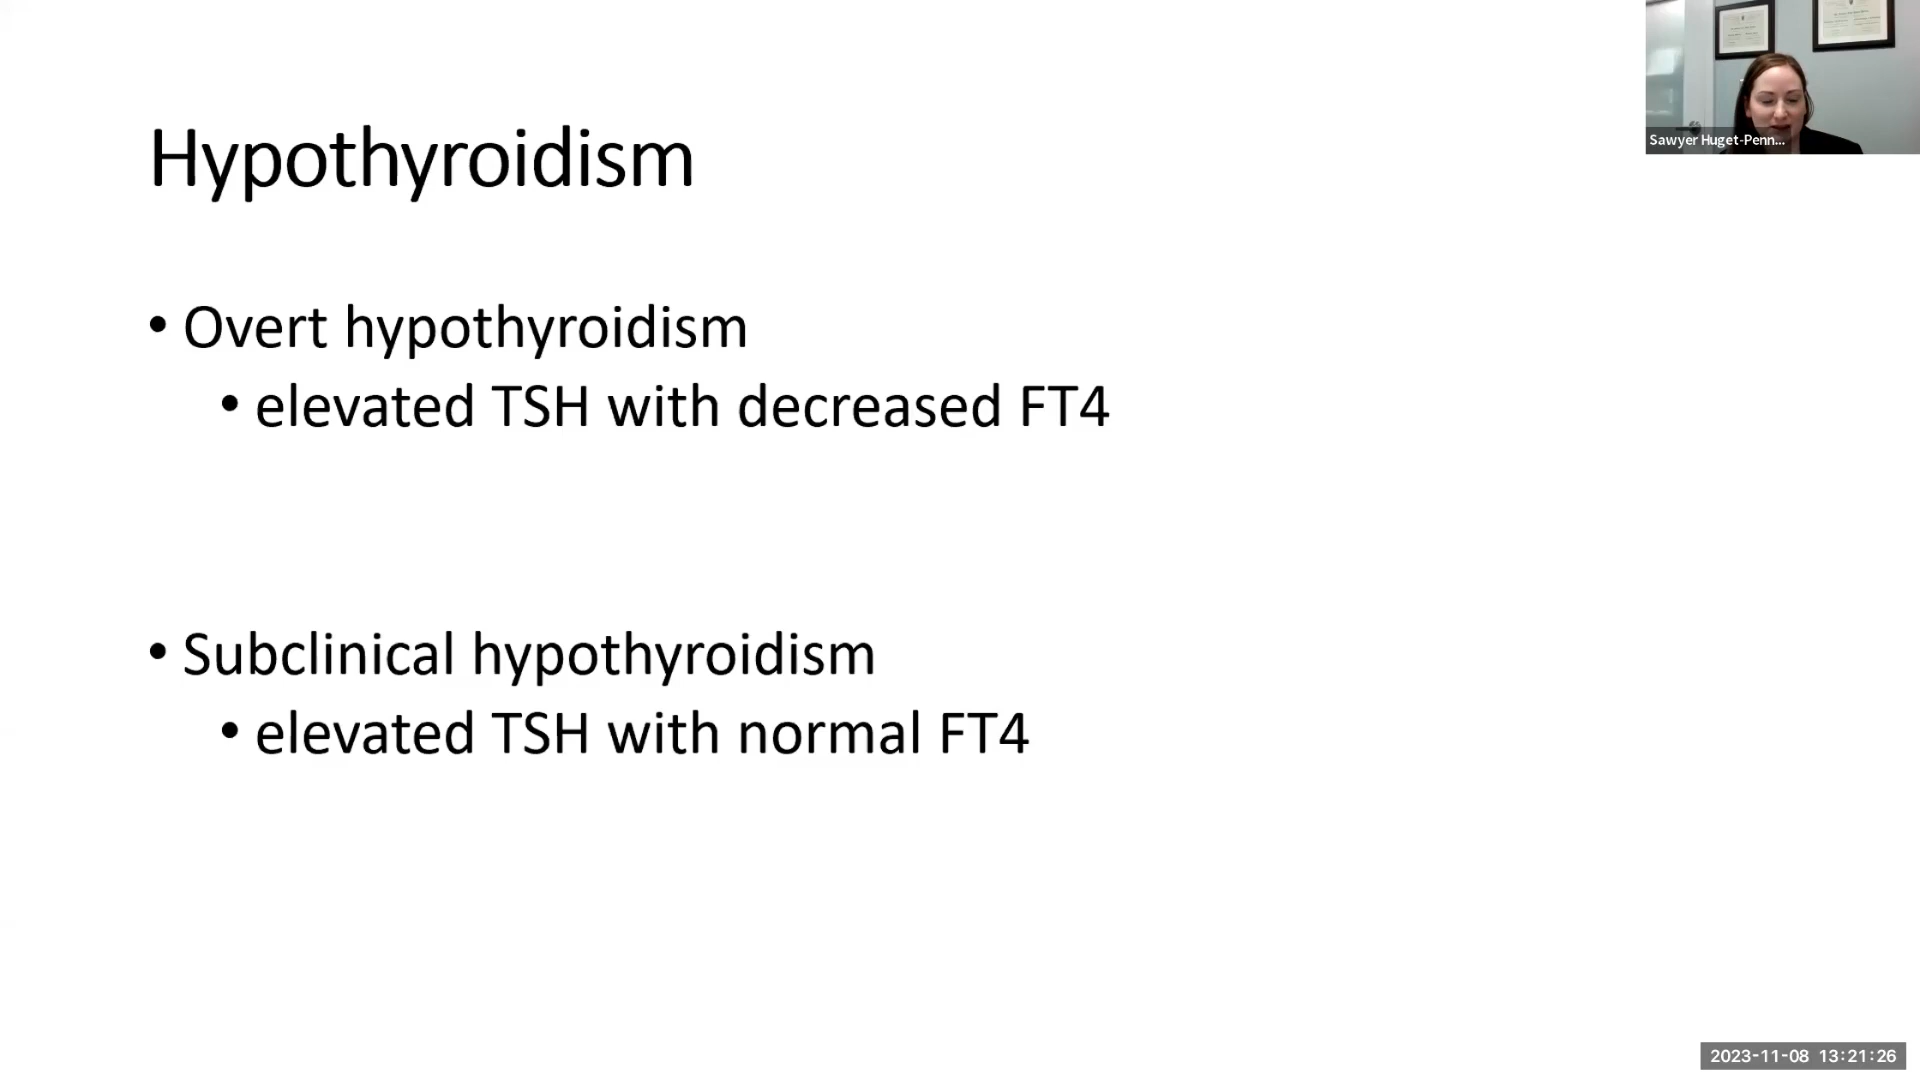 Sawyer Huget-Penn...
Hypothyroidism
• Overt hypothyroidism
• elevated TSH with decreased FT4
• Subclinical hypothyroidism
• elevated TSH with normal FT4
2023-11-08 13:21:26